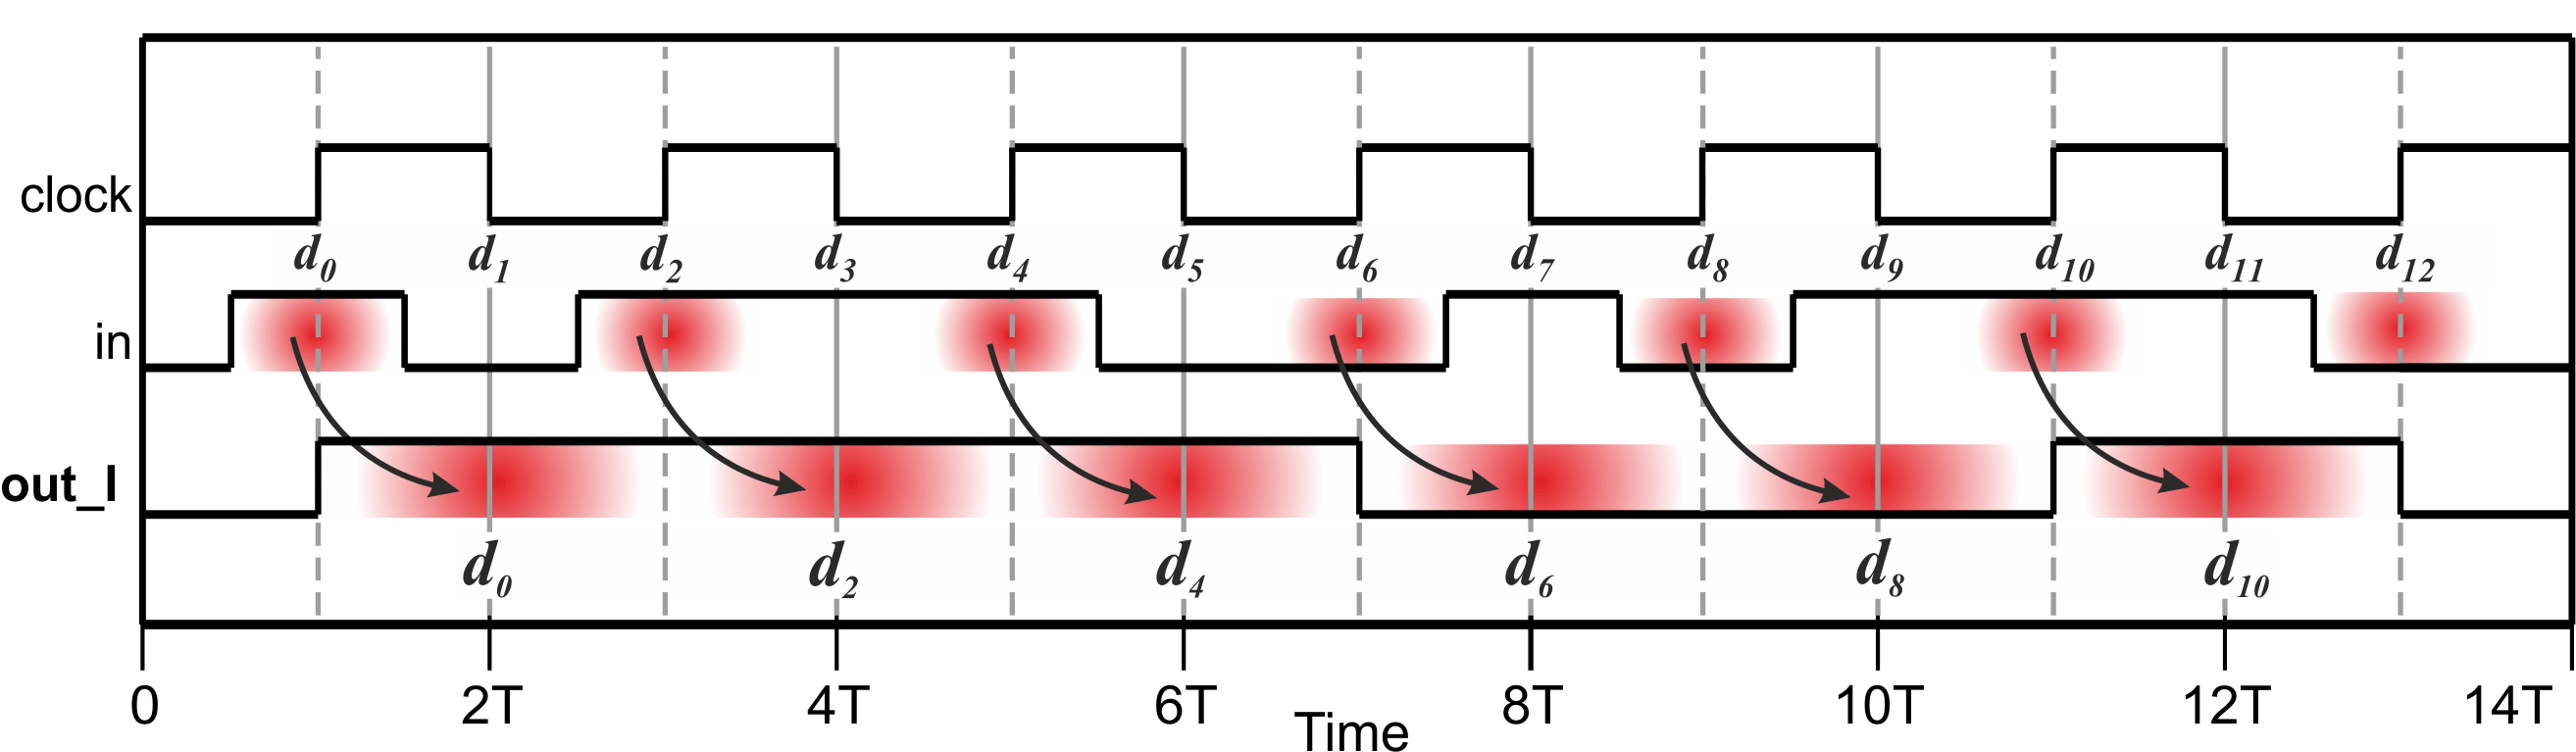 clock
d0 d1 d2 d3 d4 d5 d6 d7 d8 d9 d10 d11 d12
in
out_I
d0 d2 d4 d6 d8 d10
0 2T 4T 6T 8T 10T 12T 14T
Time